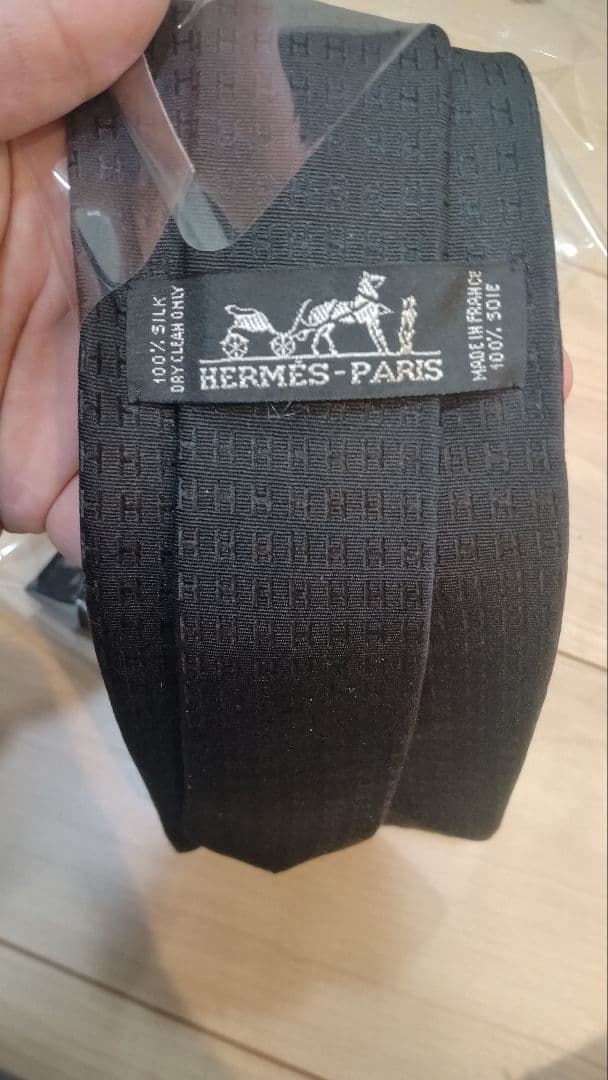 100% SILK
DRY CLEAN ONLY
HERMÈS-PARIS
MADE IN FRANCE
100% SOIE